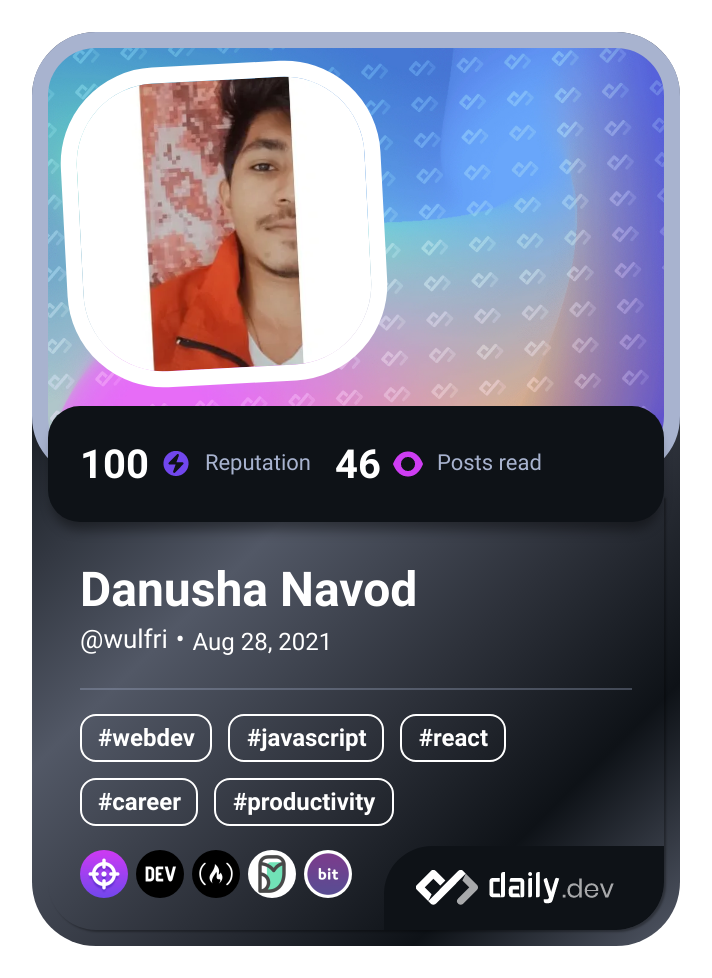 100 Reputation 46 Posts read
Danusha Navod
@wulfri • Aug 28, 2021
#webdev #javascript #react
#career #productivity
DEV bit
daily.dev